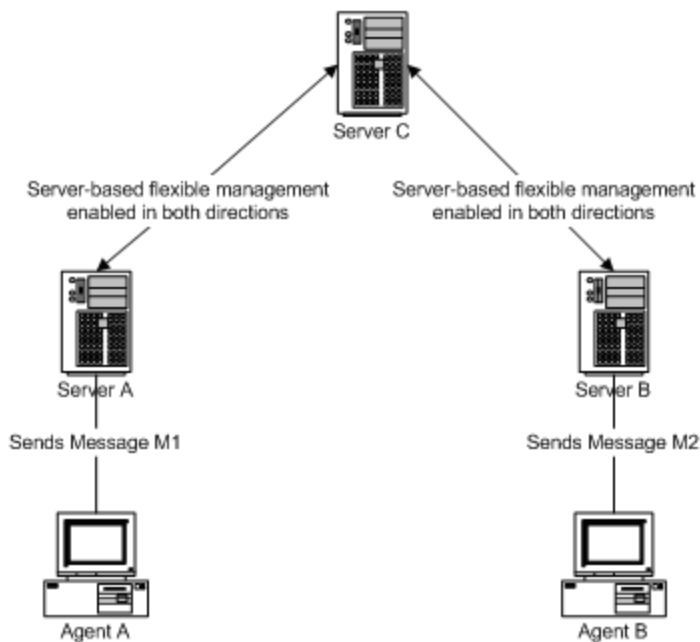 Server C
Server-based flexible management
enabled in both directions
Server-based flexible management
enabled in both directions
Server A
Server B
Sends Message M1
Sends Message M2
Agent A
Agent B